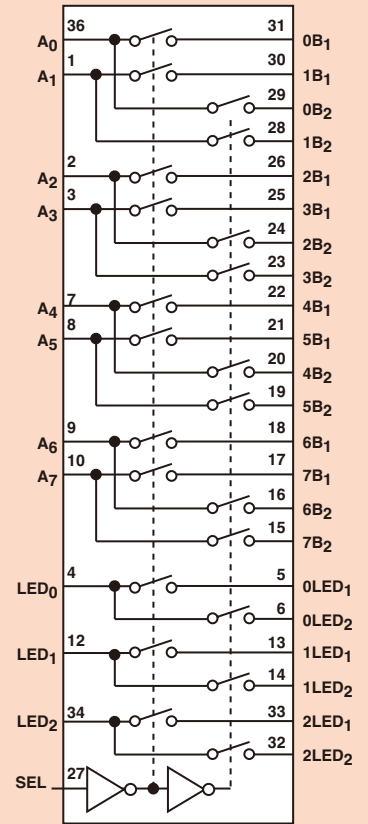 36 31
A0 0B1
1 30
A1 1B1
29
0B2
28
1B2
2 26
A2 2B1
3 25
A3 3B1
24
2B2
23
3B2
7 22
A4 4B1
8 21
A5 5B1
20
4B2
19
5B2
9 18
A6 6B1
10 17
A7 7B1
16
6B2
15
7B2
4 5
LED0 0LED1
6
0LED2
12 13
LED1 1LED1
14
1LED2
34 33
LED2 2LED1
32
2LED2
27
SEL